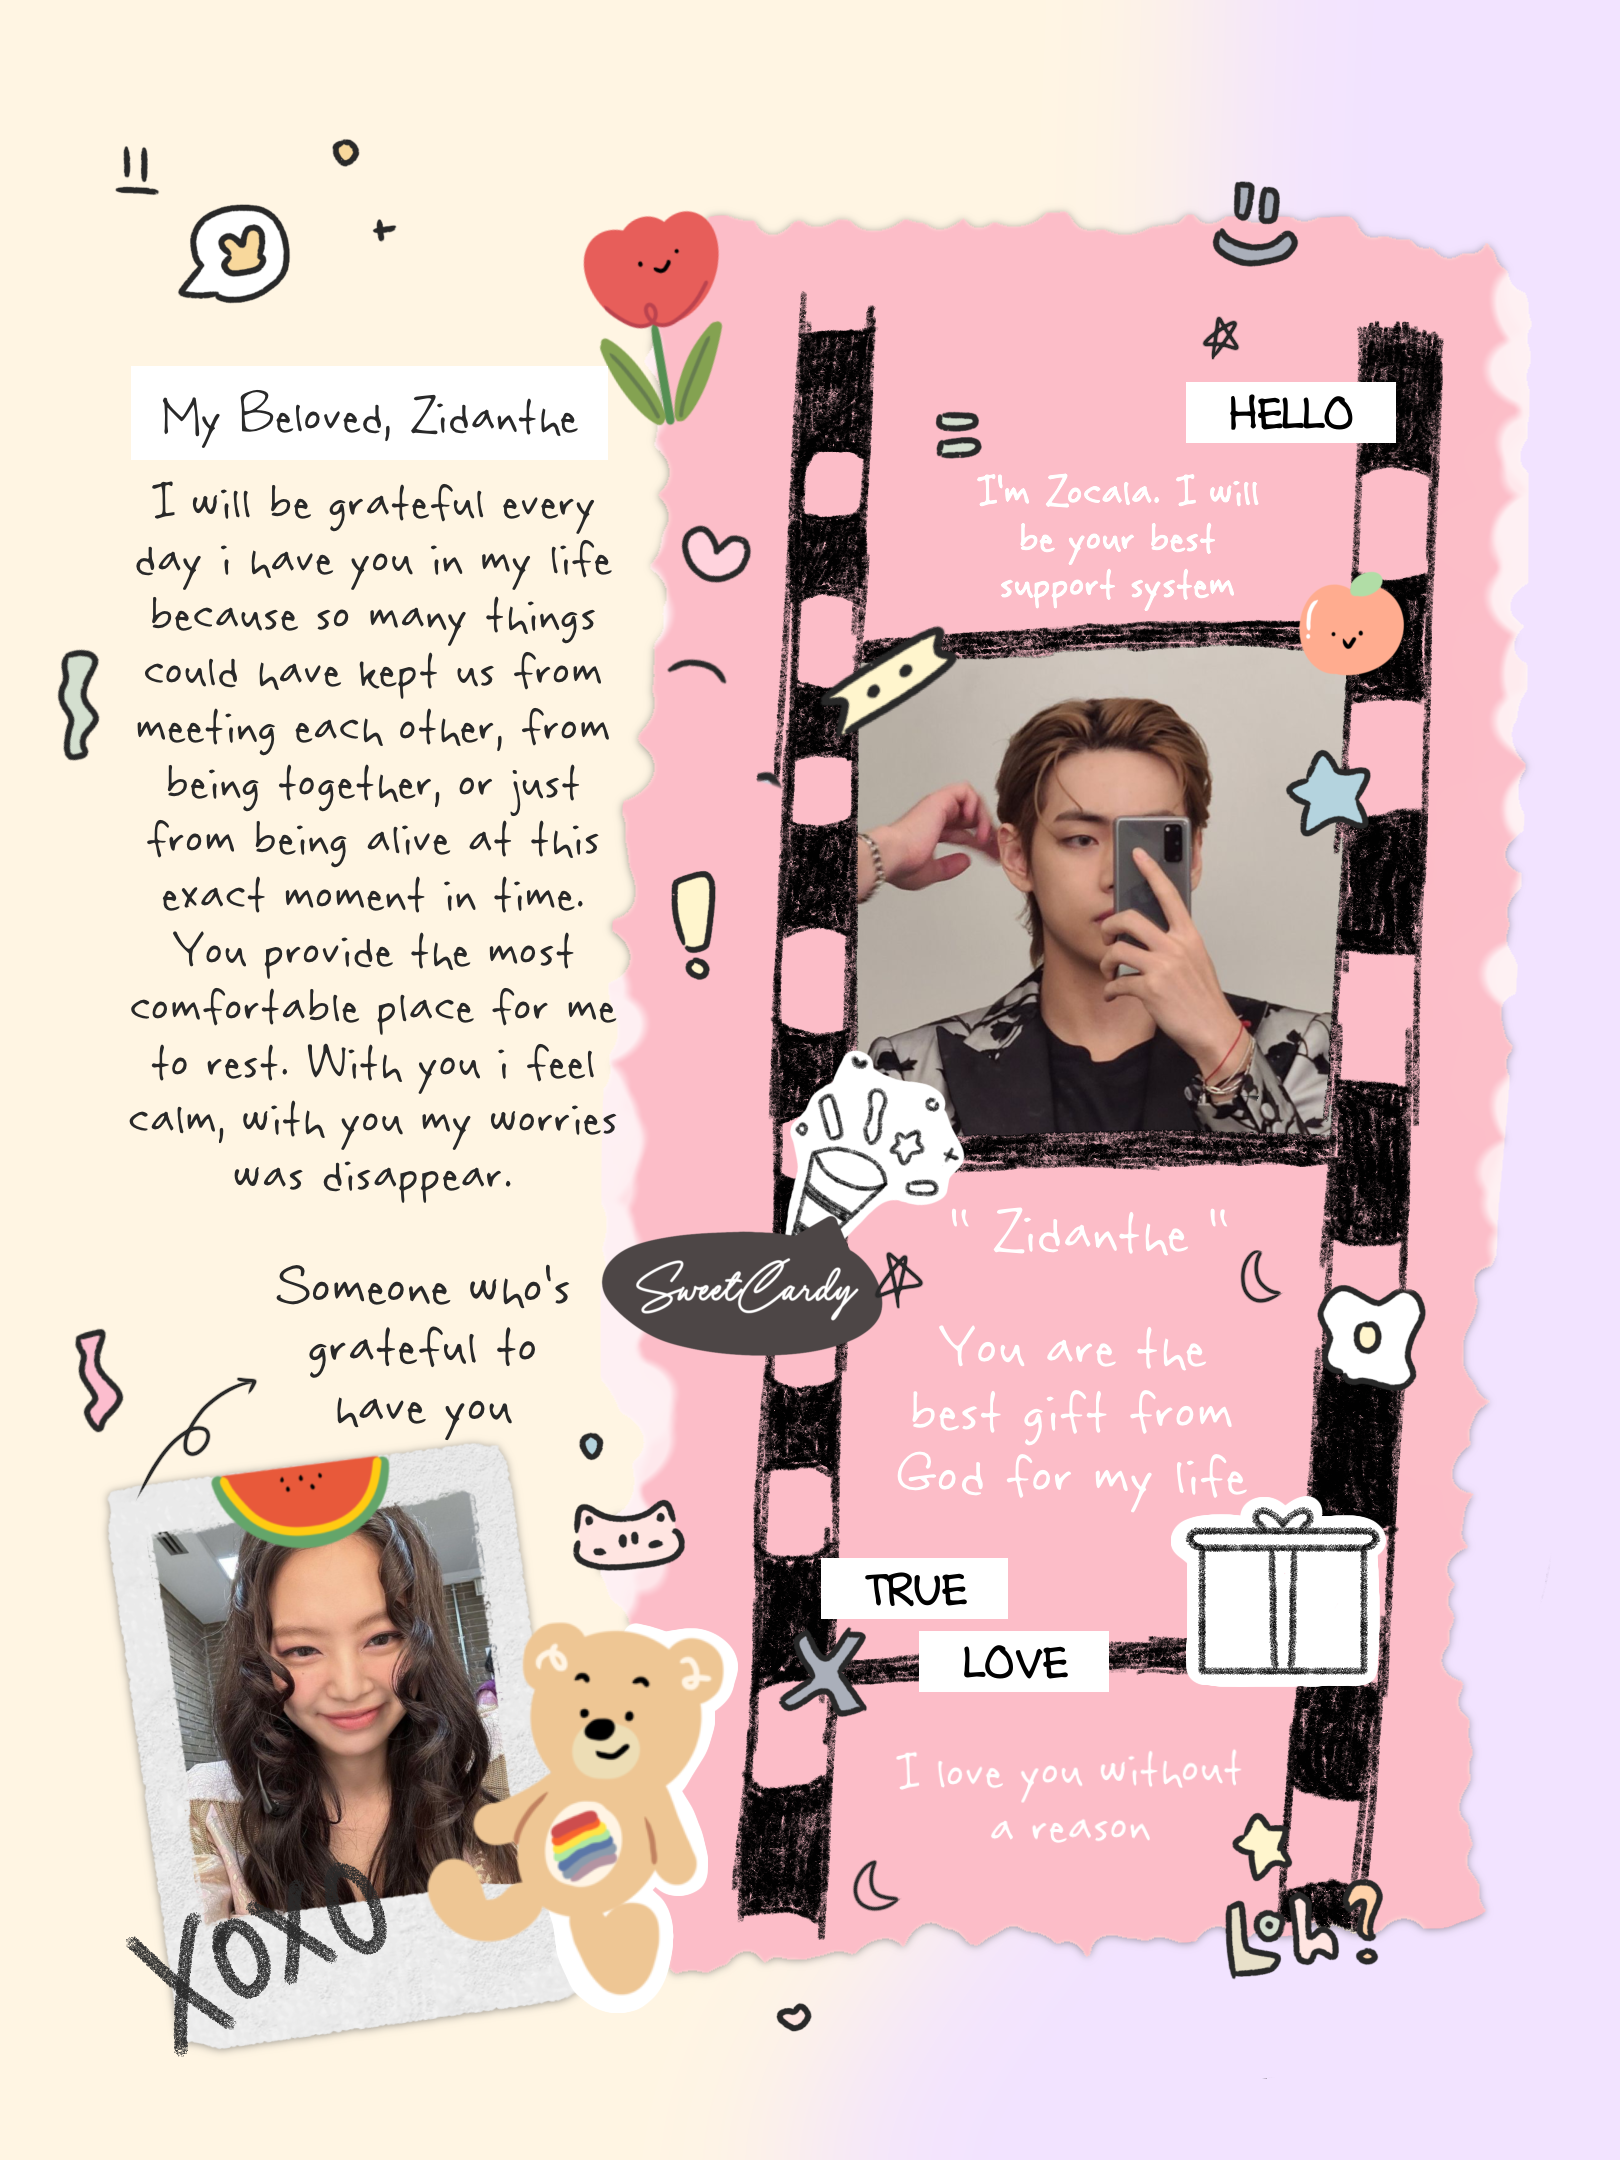 My Beloved, Zidanthe
I will be grateful every
day i have you in my life
because so many things
could have kept us from
meeting each other, from
being together, or just
from being alive at this
exact moment in time.
You provide the most
comfortable place for me
to rest. With you i feel
calm, with you my worries
was disappear.
Someone who's
grateful to
have you
XOXO
HELLO
I'm Zocala. I will
be your best
support system
SweetCardy
" Zidanthe "
You are the
best gift from
God for my life
TRUE
LOVE
I love you without
a reason
Loh?